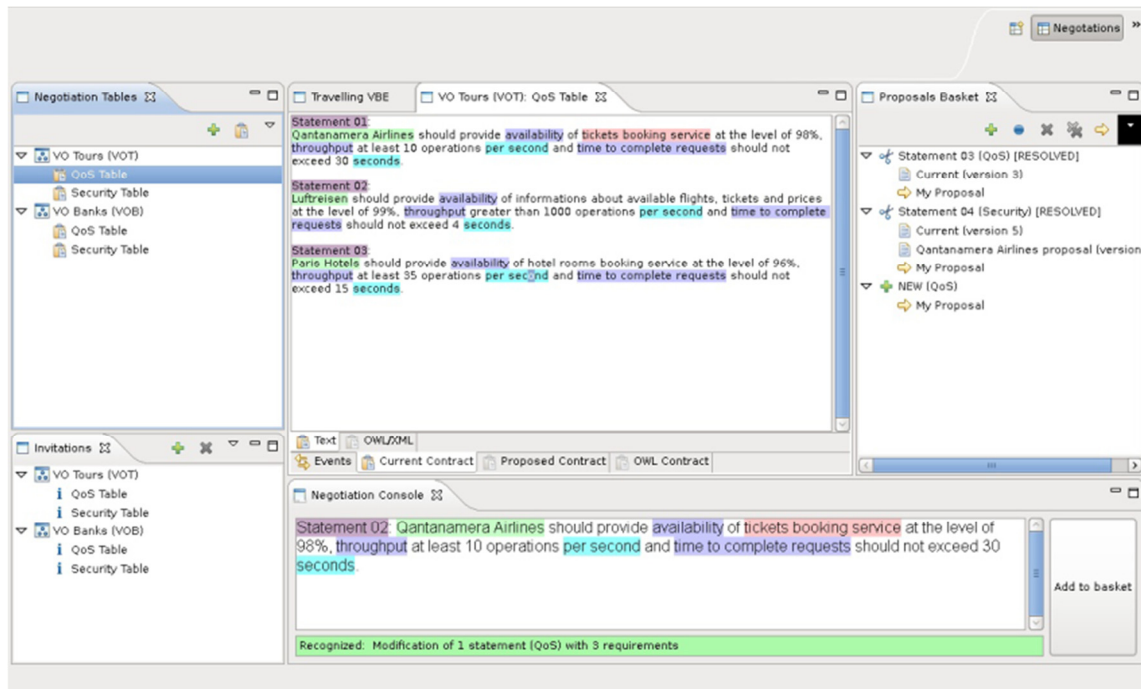 Negotations
»
Negotiation Tables
VO Tours (VOT)
QoS Table
Security Table
VO Banks (VOB)
QoS Table
Security Table
Invitations
VO Tours (VOT)
QoS Table
Security Table
VO Banks (VOB)
QoS Table
Security Table
Travelling VBE
VO Tours (VOT): QoS Table
Statement 01:
Qantanamera Airlines should provide availability of tickets booking service at the level of 98%,
throughput at least 10 operations per second and time to complete requests should not
exceed 30 seconds.
Statement 02:
Luftreisen should provide availability of informations about available flights, tickets and prices
at the level of 99%, throughput greater than 1000 operations per second and time to complete
requests should not exceed 4 seconds.
Statement 03:
Paris Hotels should provide availability of hotel rooms booking service at the level of 96%,
throughput at least 35 operations per second and time to complete requests should not
exceed 15 seconds.
Text
OWL/XML
Events
Current Contract
Proposed Contract
OWL Contract
Proposals Basket
Statement 03 (QoS) [RESOLVED]
Current (version 3)
My Proposal
Statement 04 (Security) [RESOLVED]
Current (version 5)
Qantanamera Airlines proposal (version
My Proposal
NEW (QoS)
My Proposal
Negotiation Console
Statement 02: Qantanamera Airlines should provide availability of tickets booking service at the level of
98%, throughput at least 10 operations per second and time to complete requests should not exceed 30
seconds.
Add to basket
Recognized: Modification of 1 statement (QoS) with 3 requirements